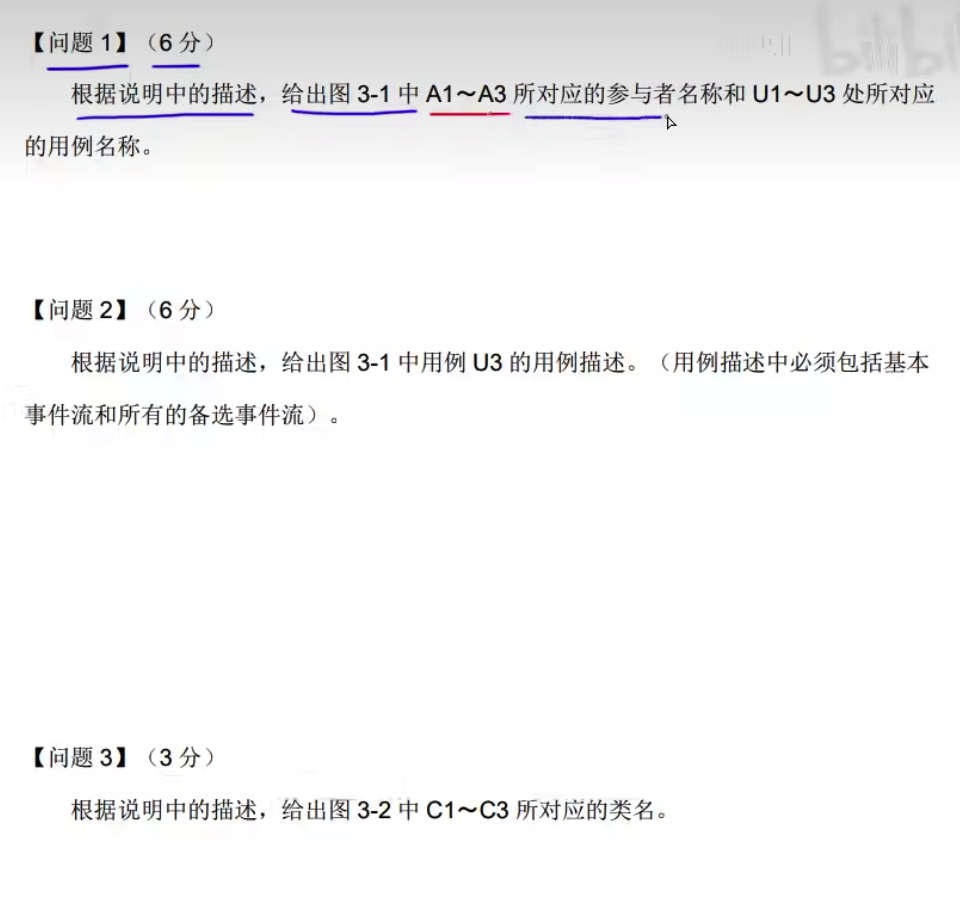 【问题 1】（6 分）
根据说明中的描述，给出图 3-1 中 A1～A3 所对应的参与者名称和 U1～U3 处所对应
的用例名称。
【问题 2】（6 分）
根据说明中的描述，给出图 3-1 中用例 U3 的用例描述。（用例描述中必须包括基本
事件流和所有的备选事件流）。
【问题 3】（3 分）
根据说明中的描述，给出图 3-2 中 C1～C3 所对应的类名。